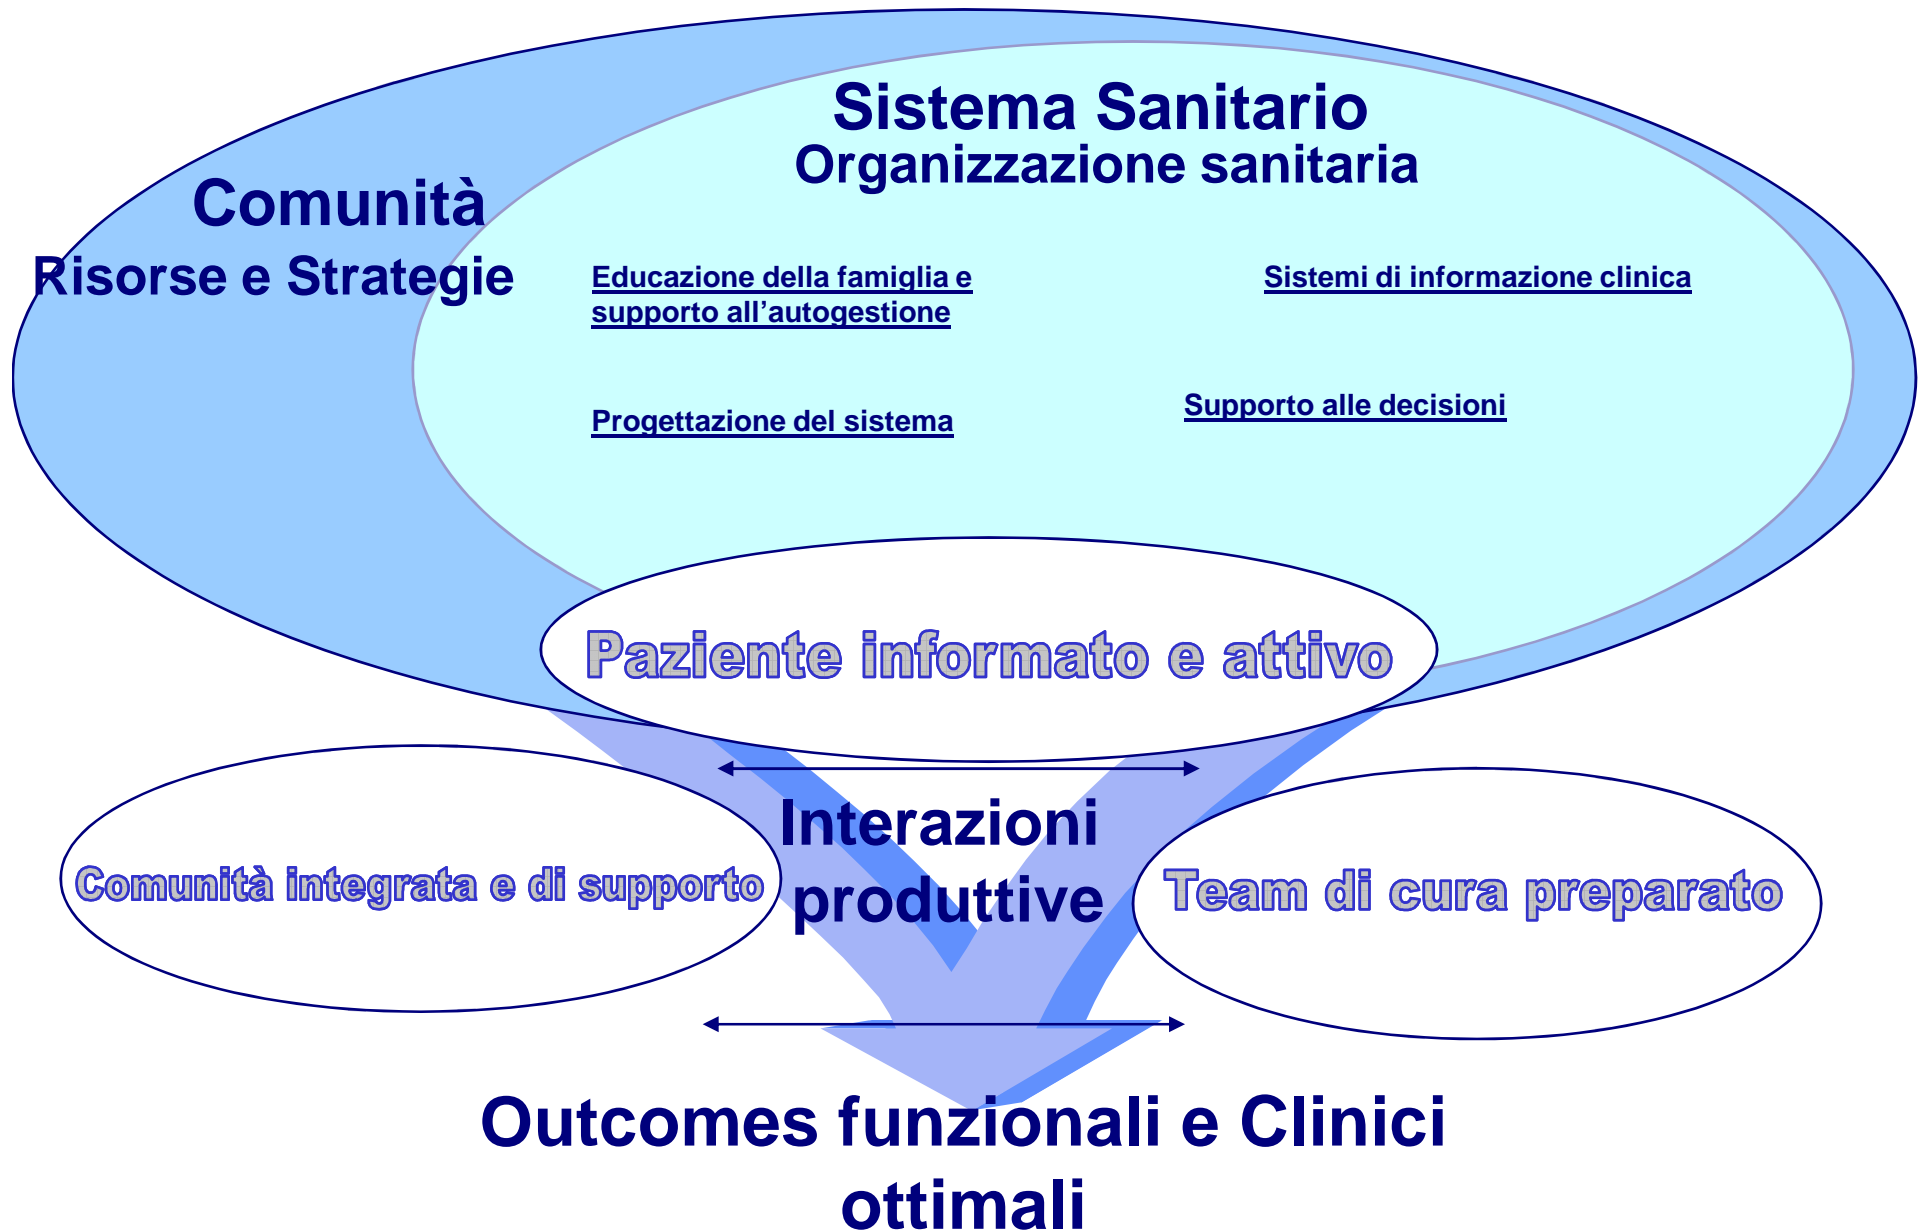 Sistema Sanitario
Organizzazione sanitaria
Comunità
Risorse e Strategie
Educazione della famiglia e
supporto all’autogestione
Sistemi di informazione clinica
Progettazione del sistema
Supporto alle decisioni
Paziente informato e attivo
Interazioni
produttive
Comunità integrata e di supporto
Team di cura preparato
Outcomes funzionali e Clinici
ottimali